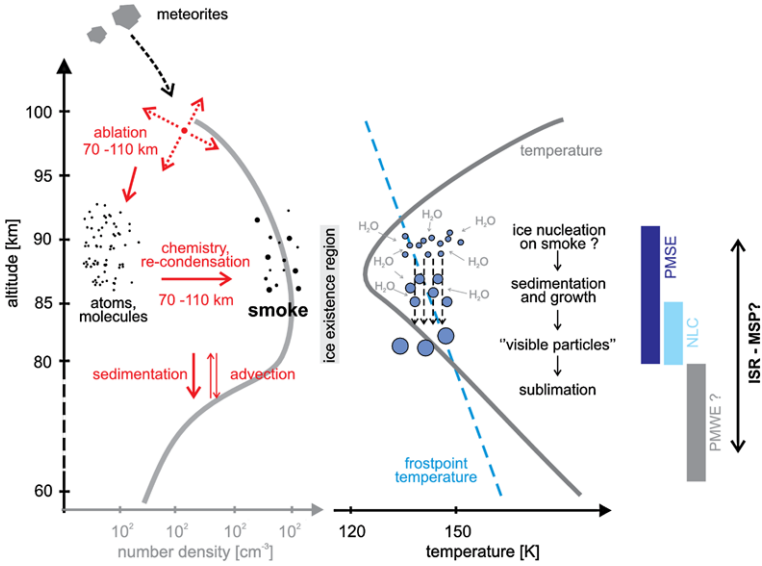 meteorites
100
95
90
85
80
60
altitude [km]
ablation
70 -110 km
atoms,
molecules
chemistry,
re-condensation
70 -110 km
smoke
sedimentation
advection
10²
10²
10²
10²
number density [cm⁻³]
ice existence region
temperature
H₂O
H₂O
H₂O
H₂O
H₂O
H₂O
H₂O
frostpoint
temperature
120
150
temperature [K]
ice nucleation
on smoke ?
sedimentation
and growth
"visible particles"
sublimation
PMSE
NLC
PMWE ?
ISR - MSP?